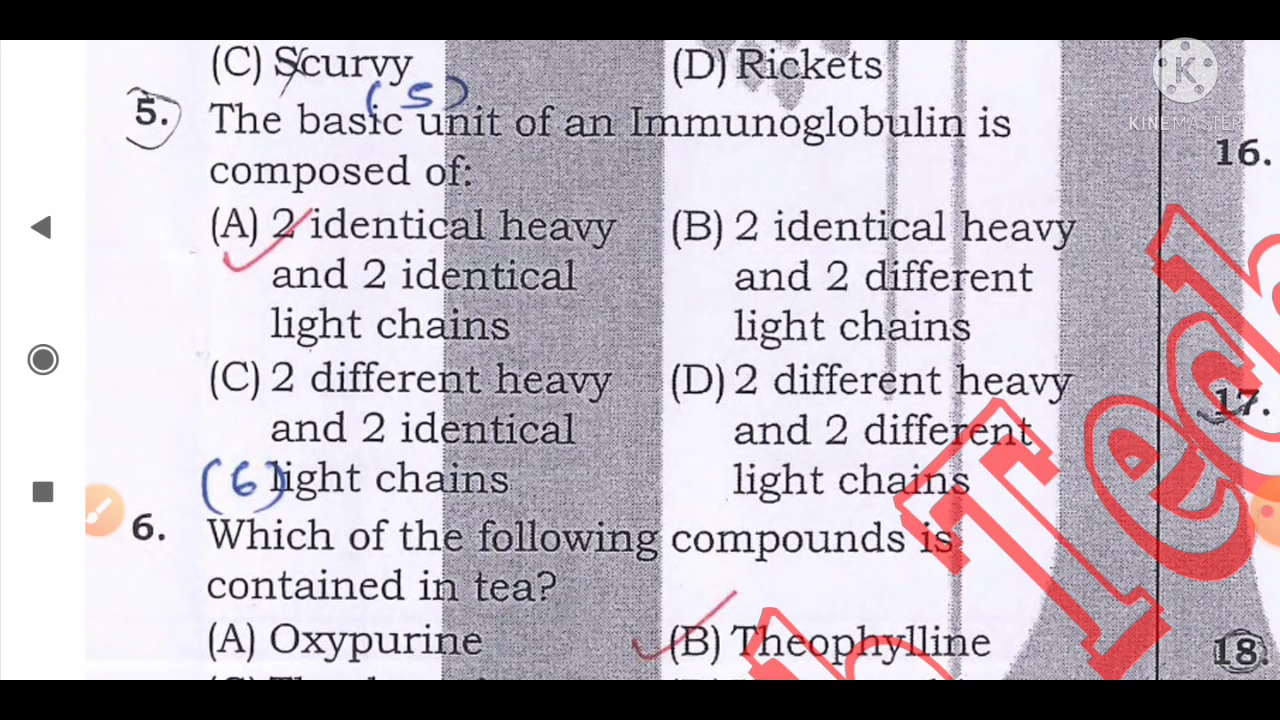 (C) Scurvy (D) Rickets
(5)
5. The basic unit of an Immunoglobulin is
composed of:
(A) 2 identical heavy (B) 2 identical heavy
and 2 identical and 2 different
light chains light chains
(C) 2 different heavy (D) 2 different heavy
and 2 identical and 2 different
light chains light chains
(6)
6. Which of the following compounds is
contained in tea?
(A) Oxypurine (B) Theophylline
K
KINEMASTER
16.
17.
18.
Tech